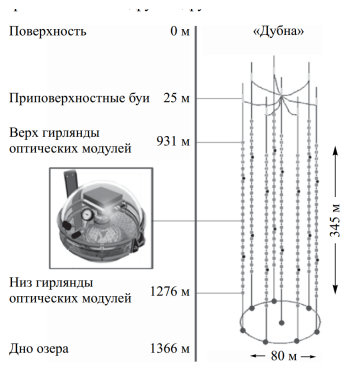 Поверхность 0 м «Дубна»
Приповерхностные буи 25 м
Верх гирлянды
оптических модулей 931 м
345 м
Низ гирлянды
оптических модулей 1276 м
Дно озера 1366 м
80 м